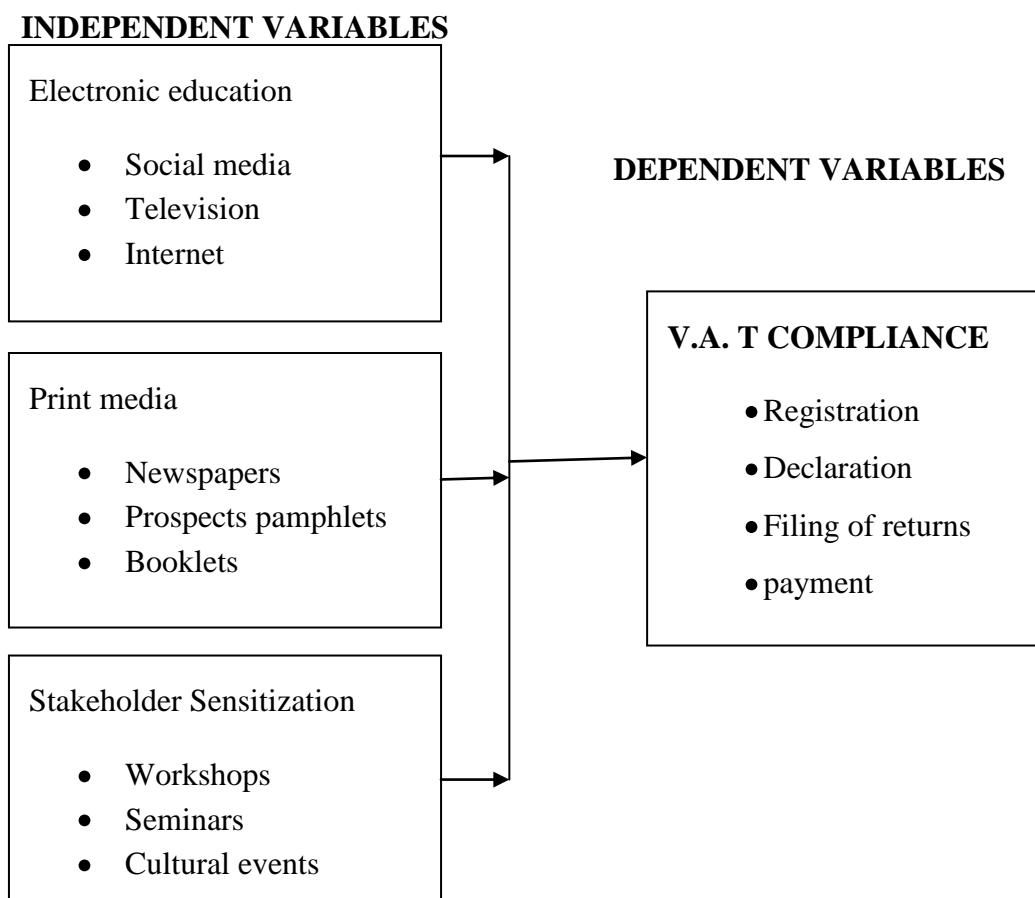 INDEPENDENT VARIABLES
Electronic education
• Social media
• Television
• Internet
Print media
• Newspapers
• Prospects pamphlets
• Booklets
Stakeholder Sensitization
• Workshops
• Seminars
• Cultural events
DEPENDENT VARIABLES
V.A. T COMPLIANCE
• Registration
• Declaration
• Filing of returns
• payment